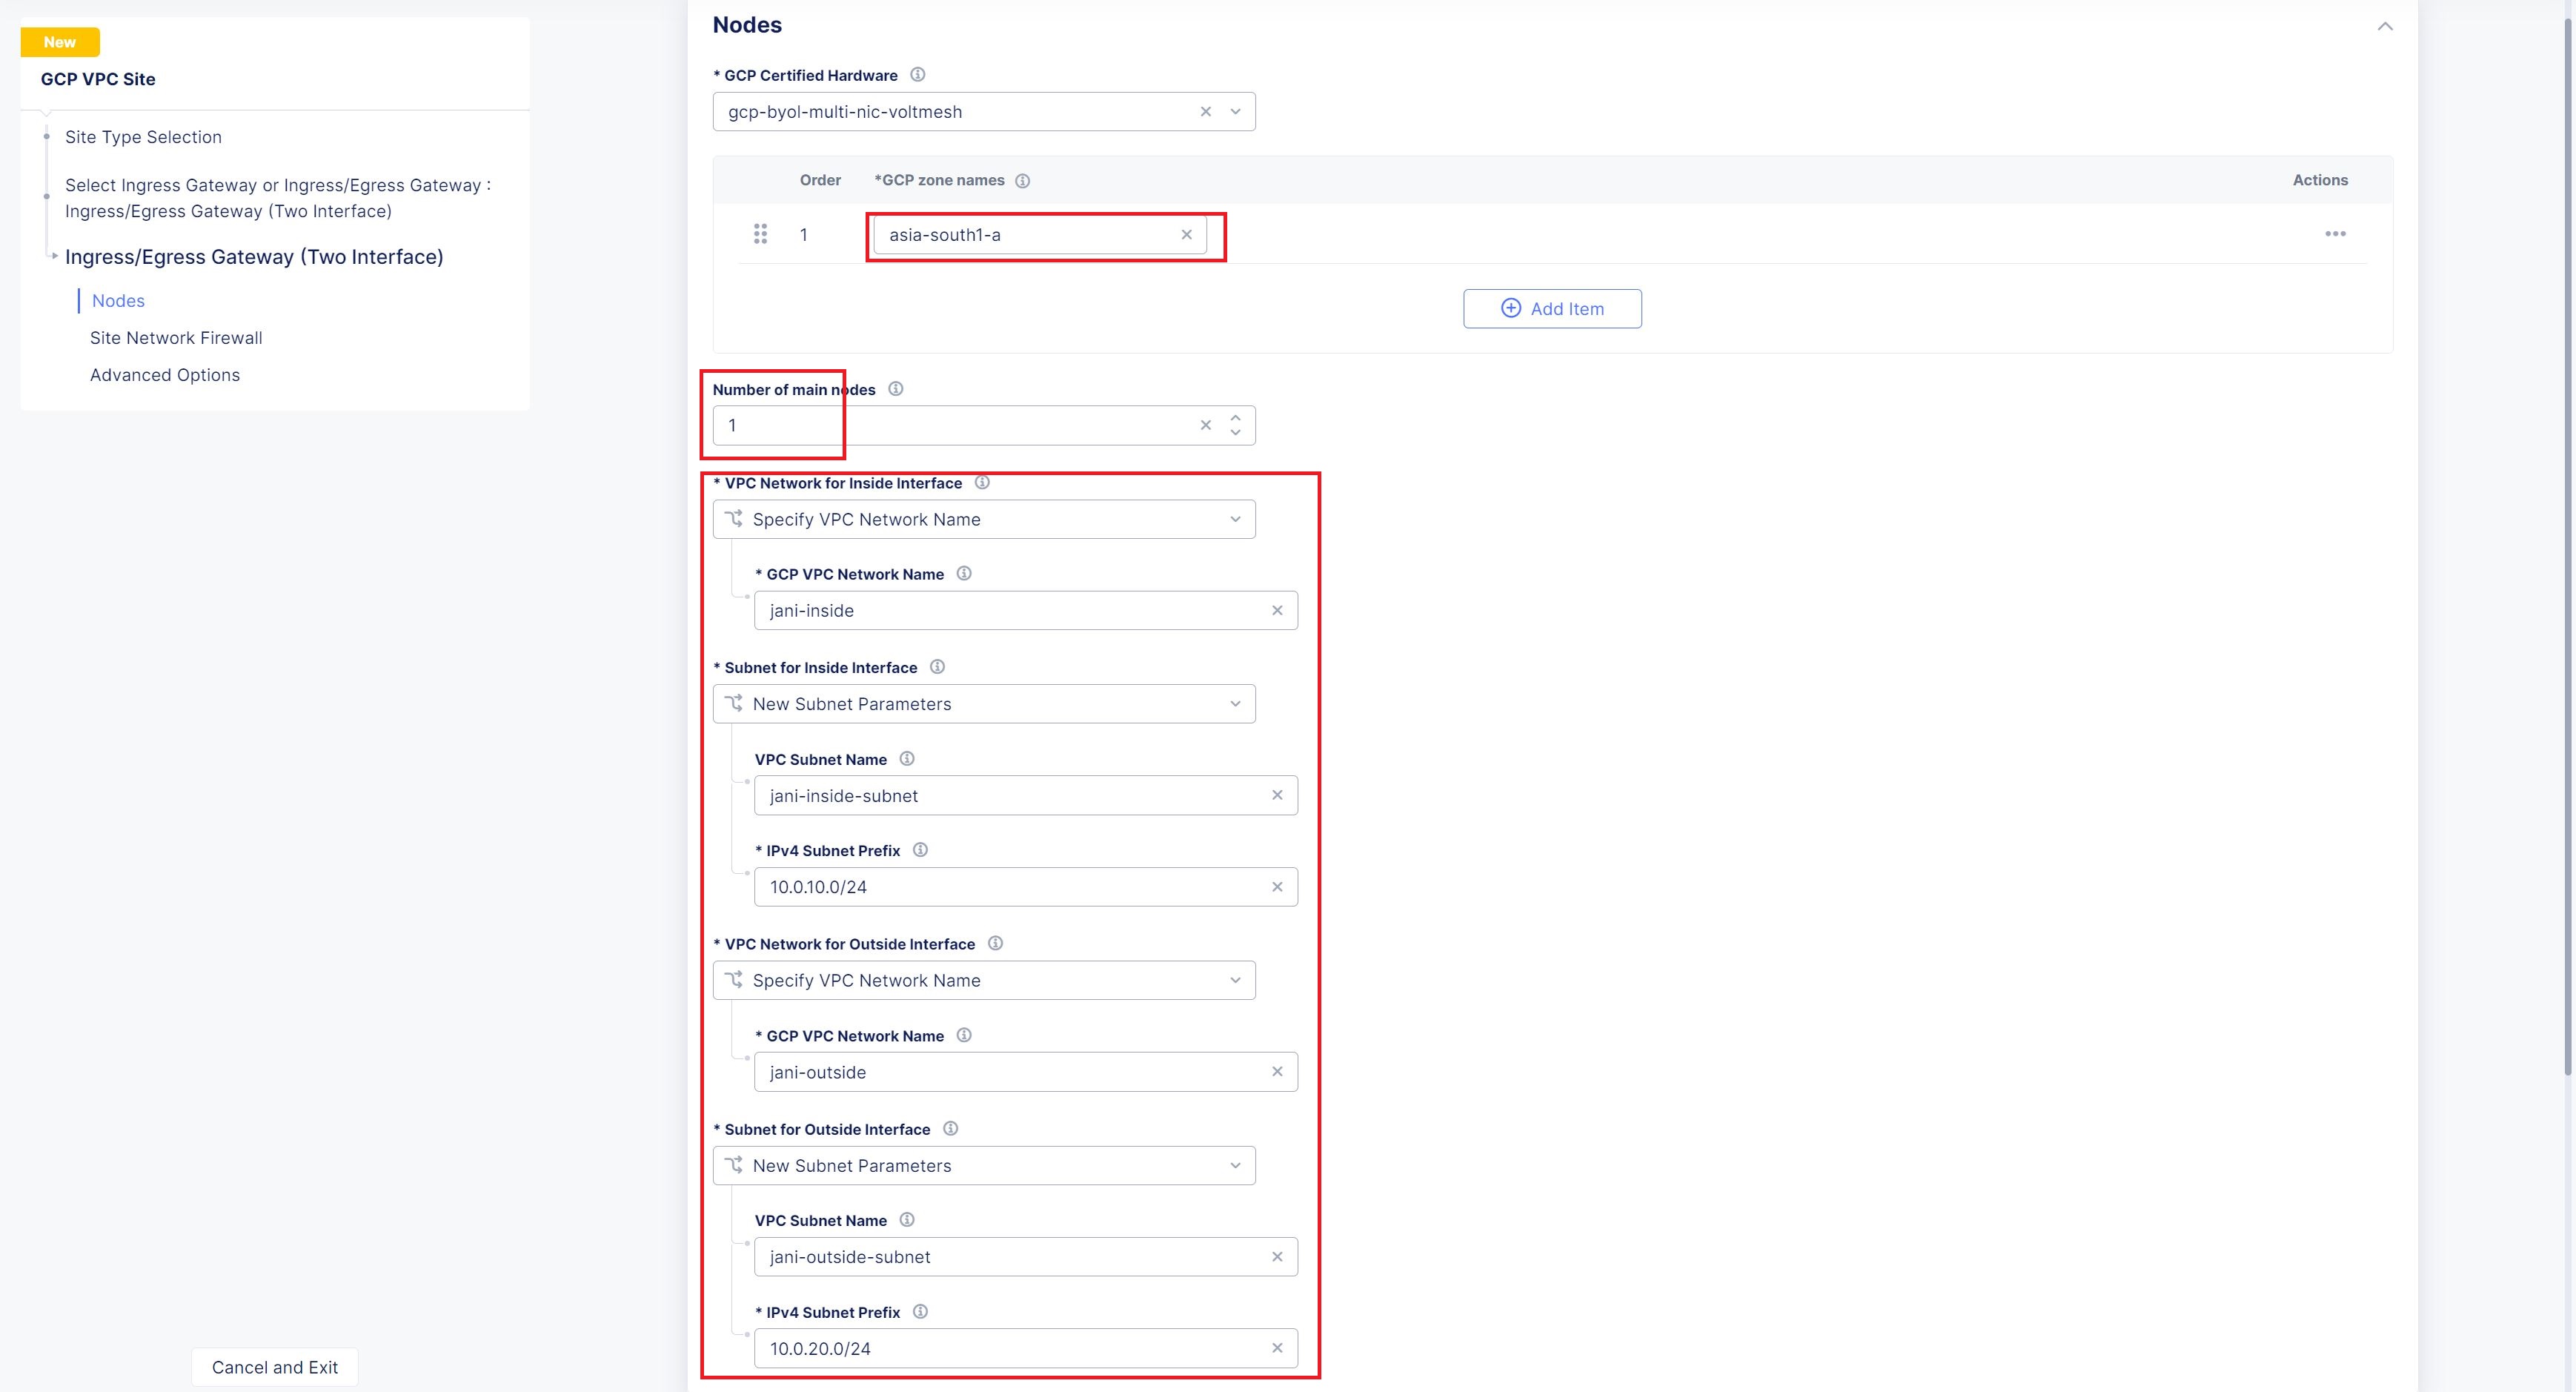 New
GCP VPC Site
Site Type Selection
Select Ingress Gateway or Ingress/Egress Gateway :
Ingress/Egress Gateway (Two Interface)
Ingress/Egress Gateway (Two Interface)
Nodes
Site Network Firewall
Advanced Options
Cancel and Exit
Nodes
* GCP Certified Hardware
gcp-byol-multi-nic-voltmesh
Order *GCP zone names Actions
1 asia-south1-a
Add Item
Number of main nodes
1
* VPC Network for Inside Interface
Specify VPC Network Name
* GCP VPC Network Name
jani-inside
* Subnet for Inside Interface
New Subnet Parameters
VPC Subnet Name
jani-inside-subnet
* IPv4 Subnet Prefix
10.0.10.0/24
* VPC Network for Outside Interface
Specify VPC Network Name
* GCP VPC Network Name
jani-outside
* Subnet for Outside Interface
New Subnet Parameters
VPC Subnet Name
jani-outside-subnet
* IPv4 Subnet Prefix
10.0.20.0/24